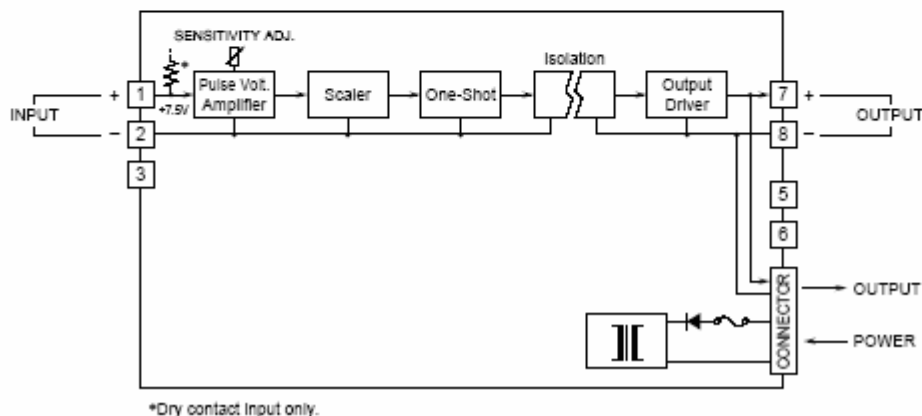 SENSITIVITY ADJ.
*
Isolation
INPUT
+
1
+7.5V
Pulse Volt.
Amplifier
Scaler
One-Shot
Output
Driver
7
+
OUTPUT
−
2
8
−
3
5
6
CONNECTOR
OUTPUT
POWER
*Dry contact input only.